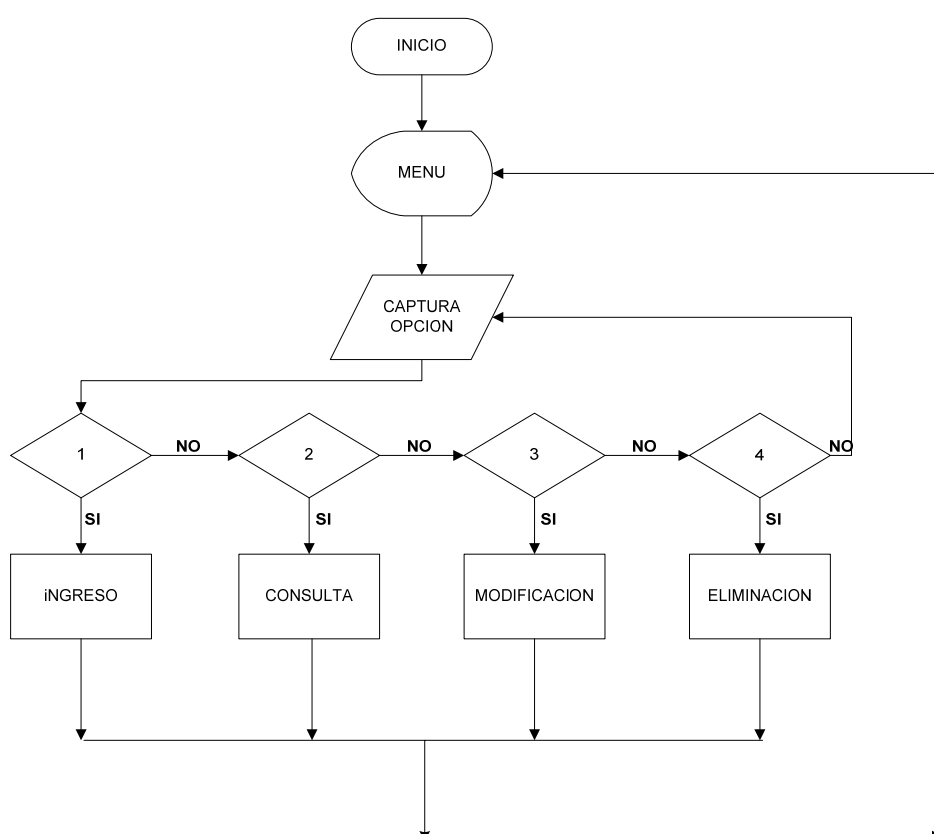 INICIO
MENU
CAPTURA
OPCION
1
NO
2
NO
3
NO
4
NO
SI
SI
SI
SI
iNGRESO
CONSULTA
MODIFICACION
ELIMINACION